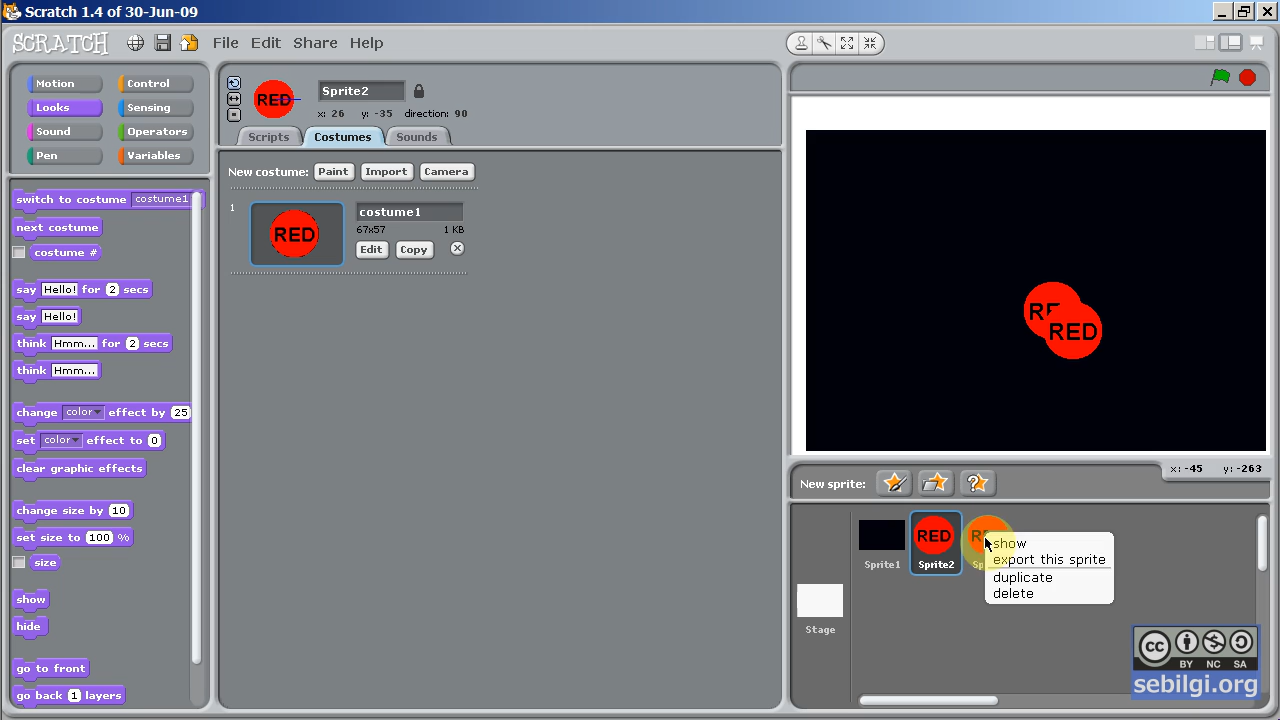 Scratch 1.4 of 30-Jun-09
SCRATCH
File Edit Share Help
Motion Control
Looks Sensing
Sound Operators
Pen Variables
switch to costume costume1
next costume
costume #
say Hello! for 2 secs
say Hello!
think Hmm... for 2 secs
think Hmm...
change color effect by 25
set color effect to 0
clear graphic effects
change size by 10
set size to 100 %
size
show
hide
go to front
go back 1 layers
RED
Sprite2
x: 26 y: -35 direction: 90
Scripts Costumes Sounds
New costume: Paint Import Camera
1
RED
costume1
67x57 1 KB
Edit Copy
RED
x: -45 y: -263
New sprite:
Sprite1
RED
Sprite2
Stage
show
export this sprite
duplicate
delete
CC BY NC SA
sebilgi.org